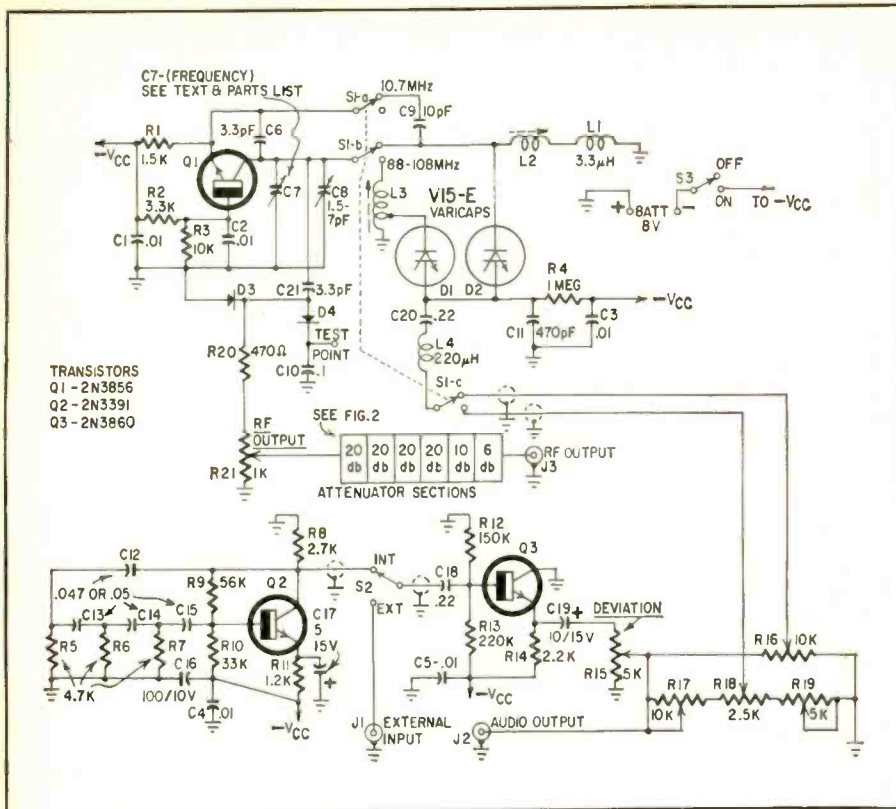 C7-(FREQUENCY)
SEE TEXT & PARTS LIST
10.7MHz
S1-a
C9 10pF
3.3pF C6
R1
1.5K
-VCC
Q1
S1-b
88-108MHz
L2
L1
3.3µH
OFF
S3
ON TO -VCC
+ BATT -
8V
C7
C8
1.5-
7pF
L3
V15-E
VARICAPS
R2
3.3K
R3
10K
C2
.01
C1 .01
D1 D2
R4
1 MEG
-VCC
C11 470pF
C3
.01
D3
C21 3.3pF
D4
TEST
POINT
C10 .1
C20 .22
L4
220µH
S1-c
R20 470Ω
TRANSISTORS
Q1-2N3856
Q2-2N3391
Q3-2N3860
RF
OUTPUT
R21 1K
SEE FIG.2
20 db 20 db 20 db 20 db 10 db 6 db
ATTENUATOR SECTIONS
RF OUTPUT
J3
C12
.047 OR .05
C13 C14 C15
R5 R6 R7
4.7K
C16
100/10V
R8
2.7K
R9 56K
Q2
R10
33K
R11
1.2K
C17
5
15V
+
C4 .01
-VCC
INT
S2
EXT
C18
.22
J1 EXTERNAL
INPUT
R12
150K
Q3
R13
220K
C5-.01
-VCC
R14 2.2K
C19 +
10/15V
DEVIATION
R15 5K
J2 AUDIO OUTPUT
R16 10K
R17
10K
R18
2.5K
R19
5K